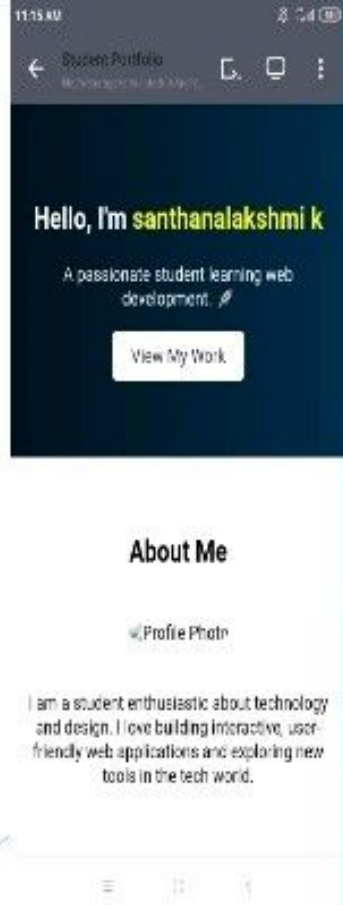 11:15 AM
Student Portfolio
Hello, I'm santhanalakshmi k
A passionate student learning web
development. 🚀
View My Work
About Me
Profile Photo
I am a student enthusiastic about technology
and design. I love building interactive, user-
friendly web applications and exploring new
tools in the tech world.